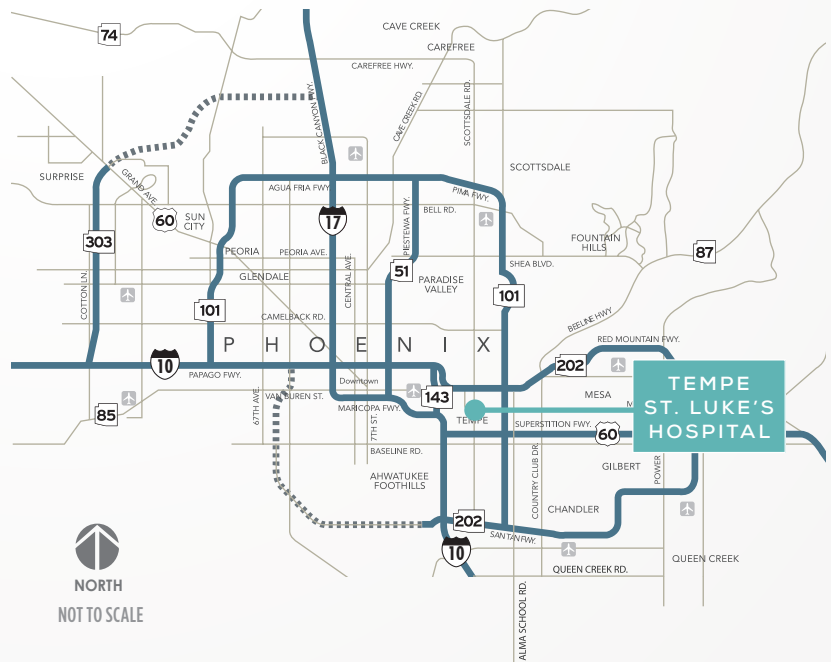 CAVE CREEK
74
CAREFREE
CAREFREE HWY.
BLACK CANYON FWY.
CAVE CREEK RD.
SCOTTSDALE RD.
SCOTTSDALE
SURPRISE
GRAND AVE.
AGUA FRIA FWY.
PIMA FWY.
60
SUN
CITY
17
PIESTEWA FWY.
BELL RD.
303
FOUNTAIN
HILLS
87
PEORIA
PEORIA AVE.
SHEA BLVD.
51
GLENDALE
CENTRAL AVE.
PARADISE
VALLEY
COTTON LN.
101
101
CAMELBACK RD.
BEELINE HWY
PHOENIX
RED MOUNTAIN FWY.
10
202
PAPAGO FWY.
Downtown
67TH AVE.
VAN BUREN ST.
143
MESA
M
TEMPE
ST. LUKE'S
HOSPITAL
85
MARICOPA FWY.
7TH ST.
TEMPE
SUPERSTITION FWY.
60
BASELINE RD.
COUNTRY CLUB DR.
GILBERT
POWER
AHWATUKEE
FOOTHILLS
CHANDLER
202
SANTAN FWY.
10
QUEEN CREEK
QUEEN CREEK RD.
ALMA SCHOOL RD.
NORTH
NOT TO SCALE